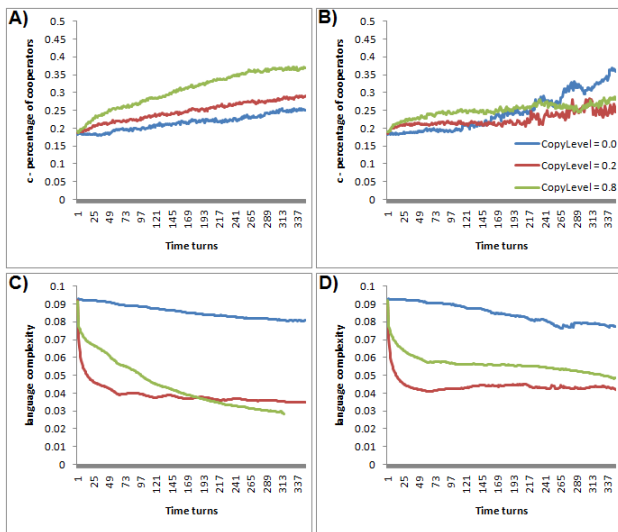 A)
c - percentage of cooperators
0.5
0.45
0.4
0.35
0.3
0.25
0.2
0.15
0.1
0.05
0
1 25 49 73 97 121 145 169 193 217 241 265 289 313 337
Time turns
B)
c - percentage of cooperators
0.5
0.45
0.4
0.35
0.3
0.25
0.2
0.15
0.1
0.05
0
CopyLevel = 0.0
CopyLevel = 0.2
CopyLevel = 0.8
1 25 49 73 97 121 145 169 193 217 241 265 289 313 337
Time turns
C)
language complexity
0.1
0.09
0.08
0.07
0.06
0.05
0.04
0.03
0.02
0.01
0
1 25 49 73 97 121 145 169 193 217 241 265 289 313 337
Time turns
D)
language complexity
0.1
0.09
0.08
0.07
0.06
0.05
0.04
0.03
0.02
0.01
0
1 25 49 73 97 121 145 169 193 217 241 265 289 313 337
Time turns